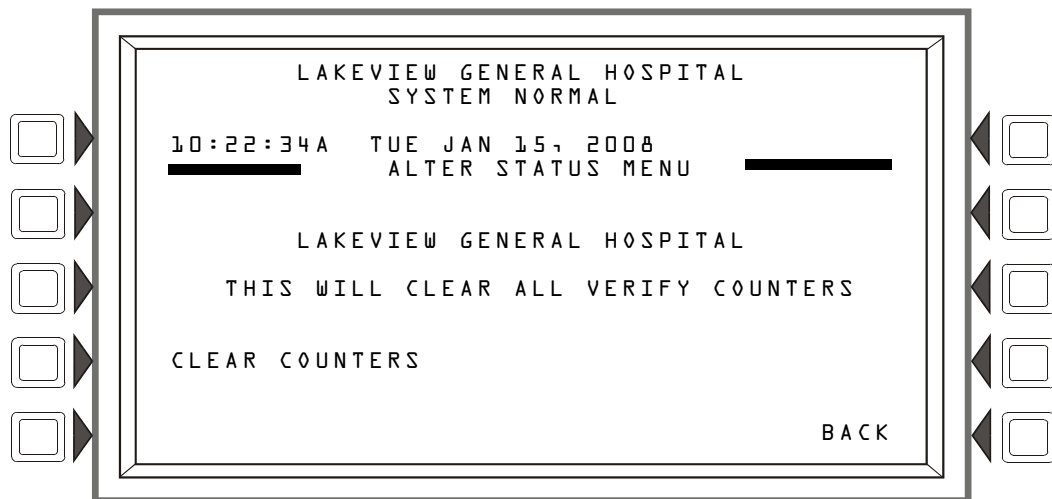 LAKEVIEW GENERAL HOSPITAL
SYSTEM NORMAL
10:22:34A TUE JAN 15, 2008
ALTER STATUS MENU
LAKEVIEW GENERAL HOSPITAL
THIS WILL CLEAR ALL VERIFY COUNTERS
CLEAR COUNTERS
BACK